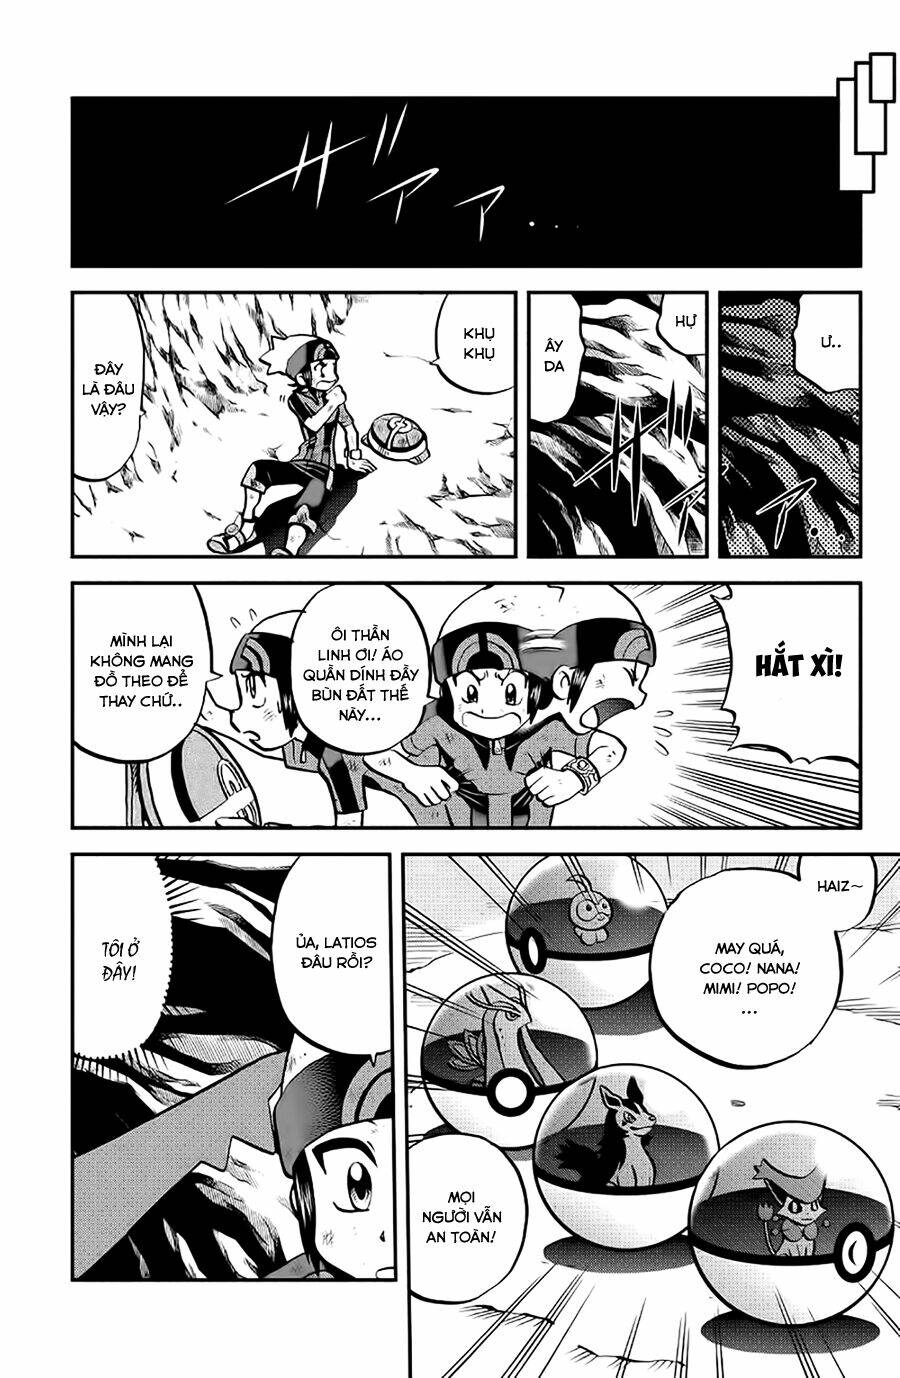 ザァァ...
Ư..
HỰ
ÂY
DA
KHỤ
KHỤ
ĐÂY
LÀ ĐÂU
VẬY?
HẮT XÌ!
ÔI THẦN
LINH ƠI! ÁO
QUẦN DÍNH ĐẦY
BÙN ĐẤT THẾ
NÀY...
MÌNH LẠI
KHÔNG MANG
ĐỒ THEO ĐỂ
THAY CHỨ..
HAIZ~
MAY QUÁ,
COCO! NANA!
MIMI! POPO!
...
MỌI
NGƯỜI VẪN
AN TOÀN!
ỦA, LATIOS
ĐÂU RỒI?
TÔI Ở
ĐÂY!